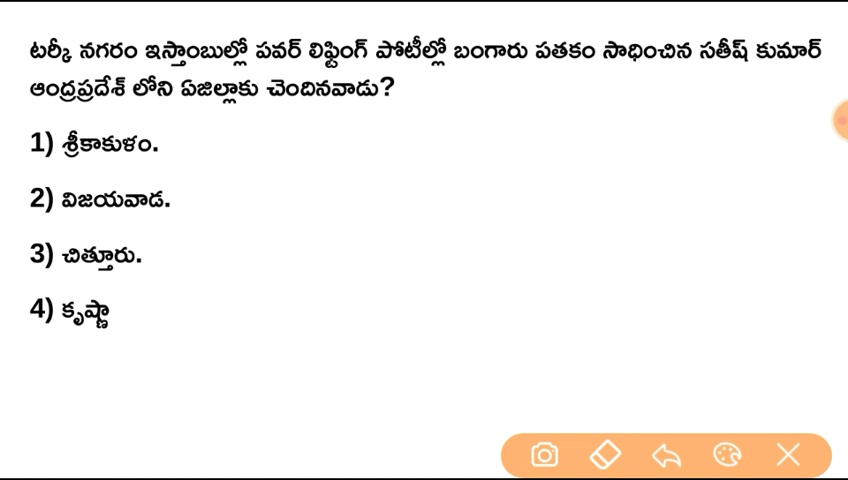 టర్కీ నగరం ఇస్తాంబుల్లో పవర్ లిఫ్టింగ్ పోటీల్లో బంగారు పతకం సాధించిన సతీష్ కుమార్
ఆంద్రప్రదేశ్ లోని ఏజిల్లాకు చెందినవాడు?
1) శ్రీకాకుళం.
2) విజయవాడ.
3) చిత్తూరు.
4) కృష్ణా